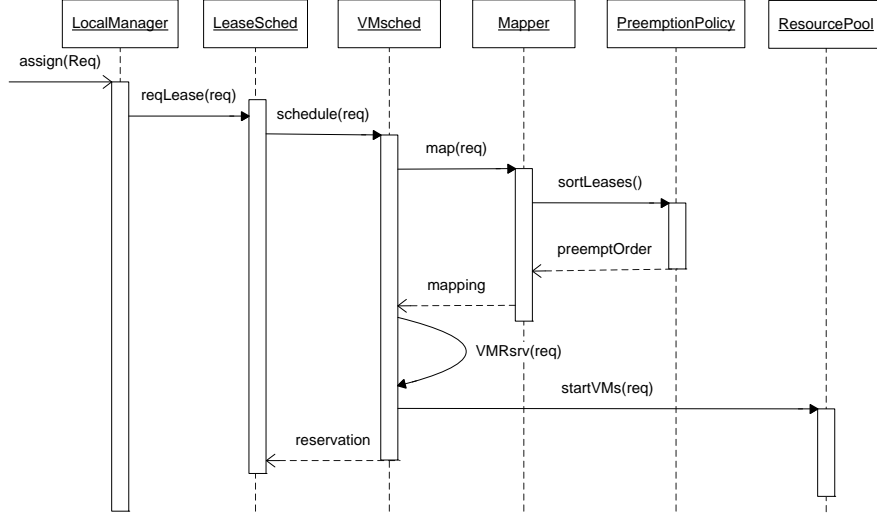 LocalManager
LeaseSched
VMsched
Mapper
PreemptionPolicy
ResourcePool
assign(Req)
reqLease(req)
schedule(req)
map(req)
sortLeases()
preemptOrder
mapping
VMRsrv(req)
startVMs(req)
reservation